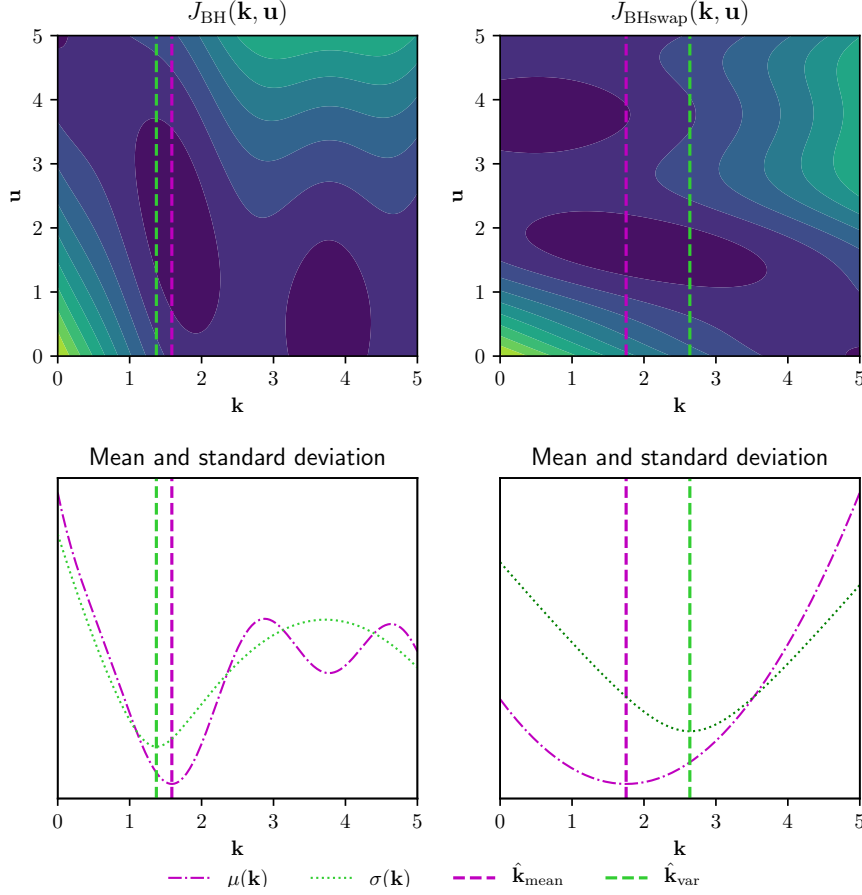 J_BH(k, u)
J_BHswap(k, u)
5
4
3
2
1
0
u
0 1 2 3 4 5
k
5
4
3
2
1
0
u
0 1 2 3 4 5
k
Mean and standard deviation
Mean and standard deviation
0 1 2 3 4 5
k
0 1 2 3 4 5
k
μ(k) σ(k) k̂_mean k̂_var